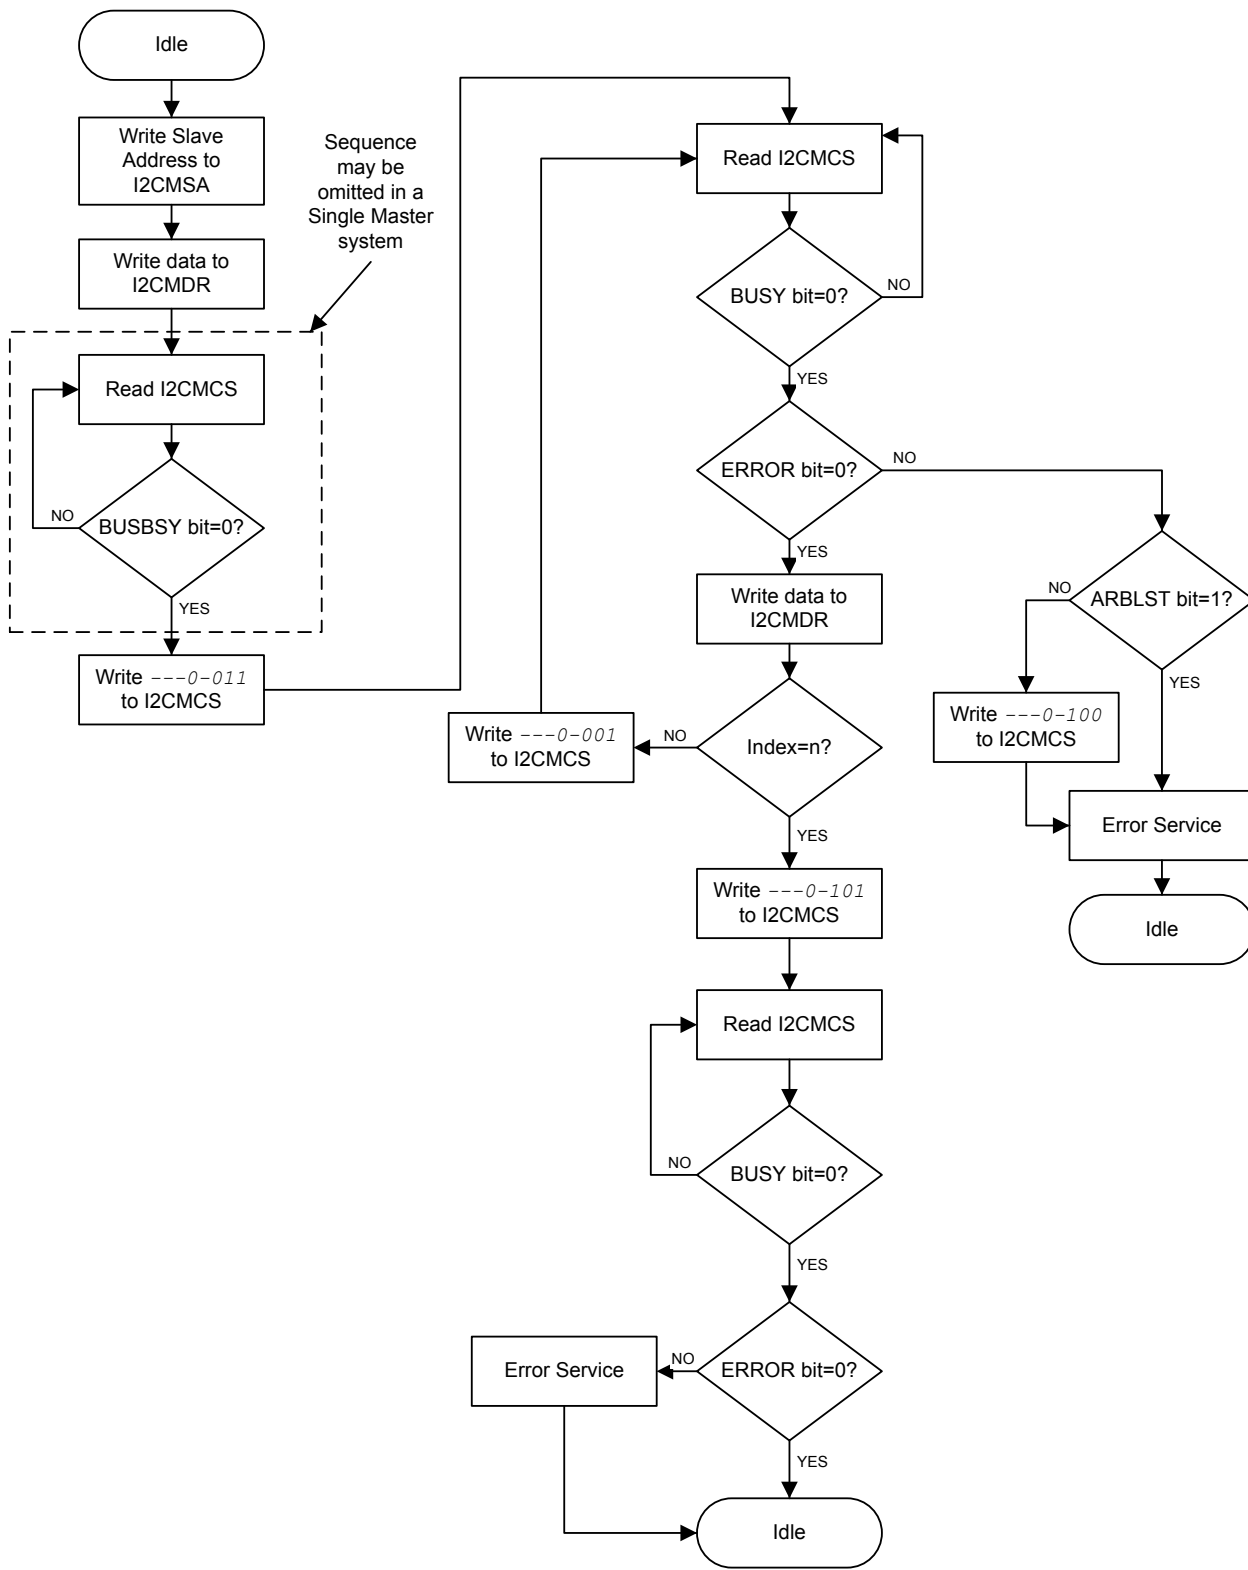 Idle
Write Slave
Address to
I2CMSA
Write data to
I2CMDR
Sequence
may be
omitted in a
Single Master
system
Read I2CMCS
BUSBSY bit=0?
NO
YES
Write ---0-011
to I2CMCS
Read I2CMCS
BUSY bit=0?
NO
YES
ERROR bit=0?
NO
YES
Write data to
I2CMDR
Index=n?
NO
Write ---0-001
to I2CMCS
YES
ARBLST bit=1?
NO
YES
Write ---0-100
to I2CMCS
Error Service
Idle
Write ---0-101
to I2CMCS
Read I2CMCS
BUSY bit=0?
NO
YES
ERROR bit=0?
NO
Error Service
YES
Idle